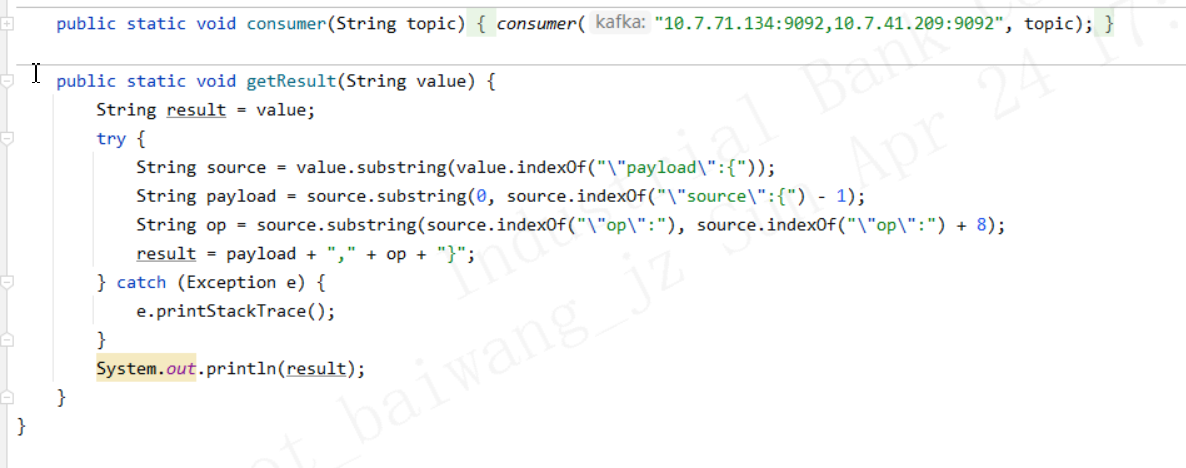 public static void consumer(String topic) { consumer( kafka: "10.7.71.134:9092,10.7.41.209:9092", topic); }
public static void getResult(String value) {
String result = value;
try {
String source = value.substring(value.indexOf("\"payload\":{"));
String payload = source.substring(0, source.indexOf("\"source\":{") - 1);
String op = source.substring(source.indexOf("\"op\":"), source.indexOf("\"op\":") + 8);
result = payload + "," + op + "}";
} catch (Exception e) {
e.printStackTrace();
}
System.out.println(result);
}
}
Industrial Bank
baiwang_jz Sun Apr 24 17: